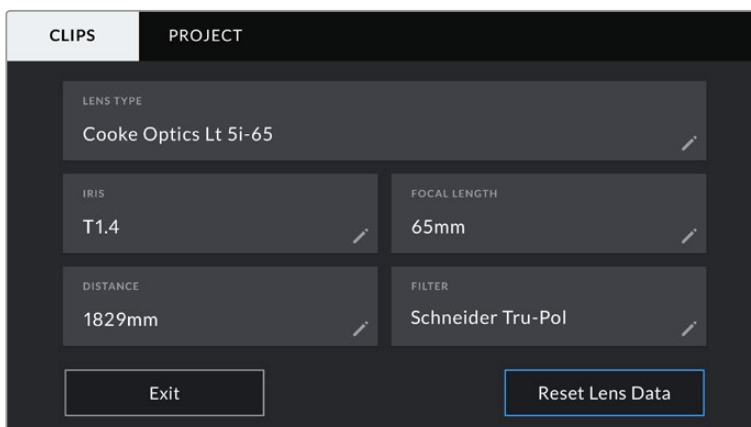 CLIPS PROJECT
LENS TYPE
Cooke Optics Lt 5i-65
IRIS
T1.4
FOCAL LENGTH
65mm
DISTANCE
1829mm
FILTER
Schneider Tru-Pol
Exit
Reset Lens Data